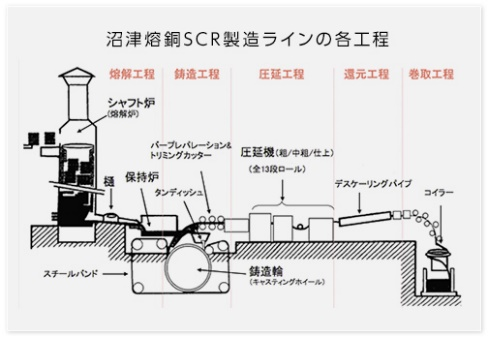 沼津熔銅SCR製造ラインの各工程
熔解工程
鋳造工程
圧延工程
還元工程
巻取工程
シャフト炉
(熔解炉)
樋
保持炉
バープレパレーション&
トリミングカッター
タンディッシュ
圧延機(粗/中粗/仕上)
(全13段ロール)
デスケーリングパイプ
コイラー
スチールバンド
鋳造輪
(キャスティングホイール)